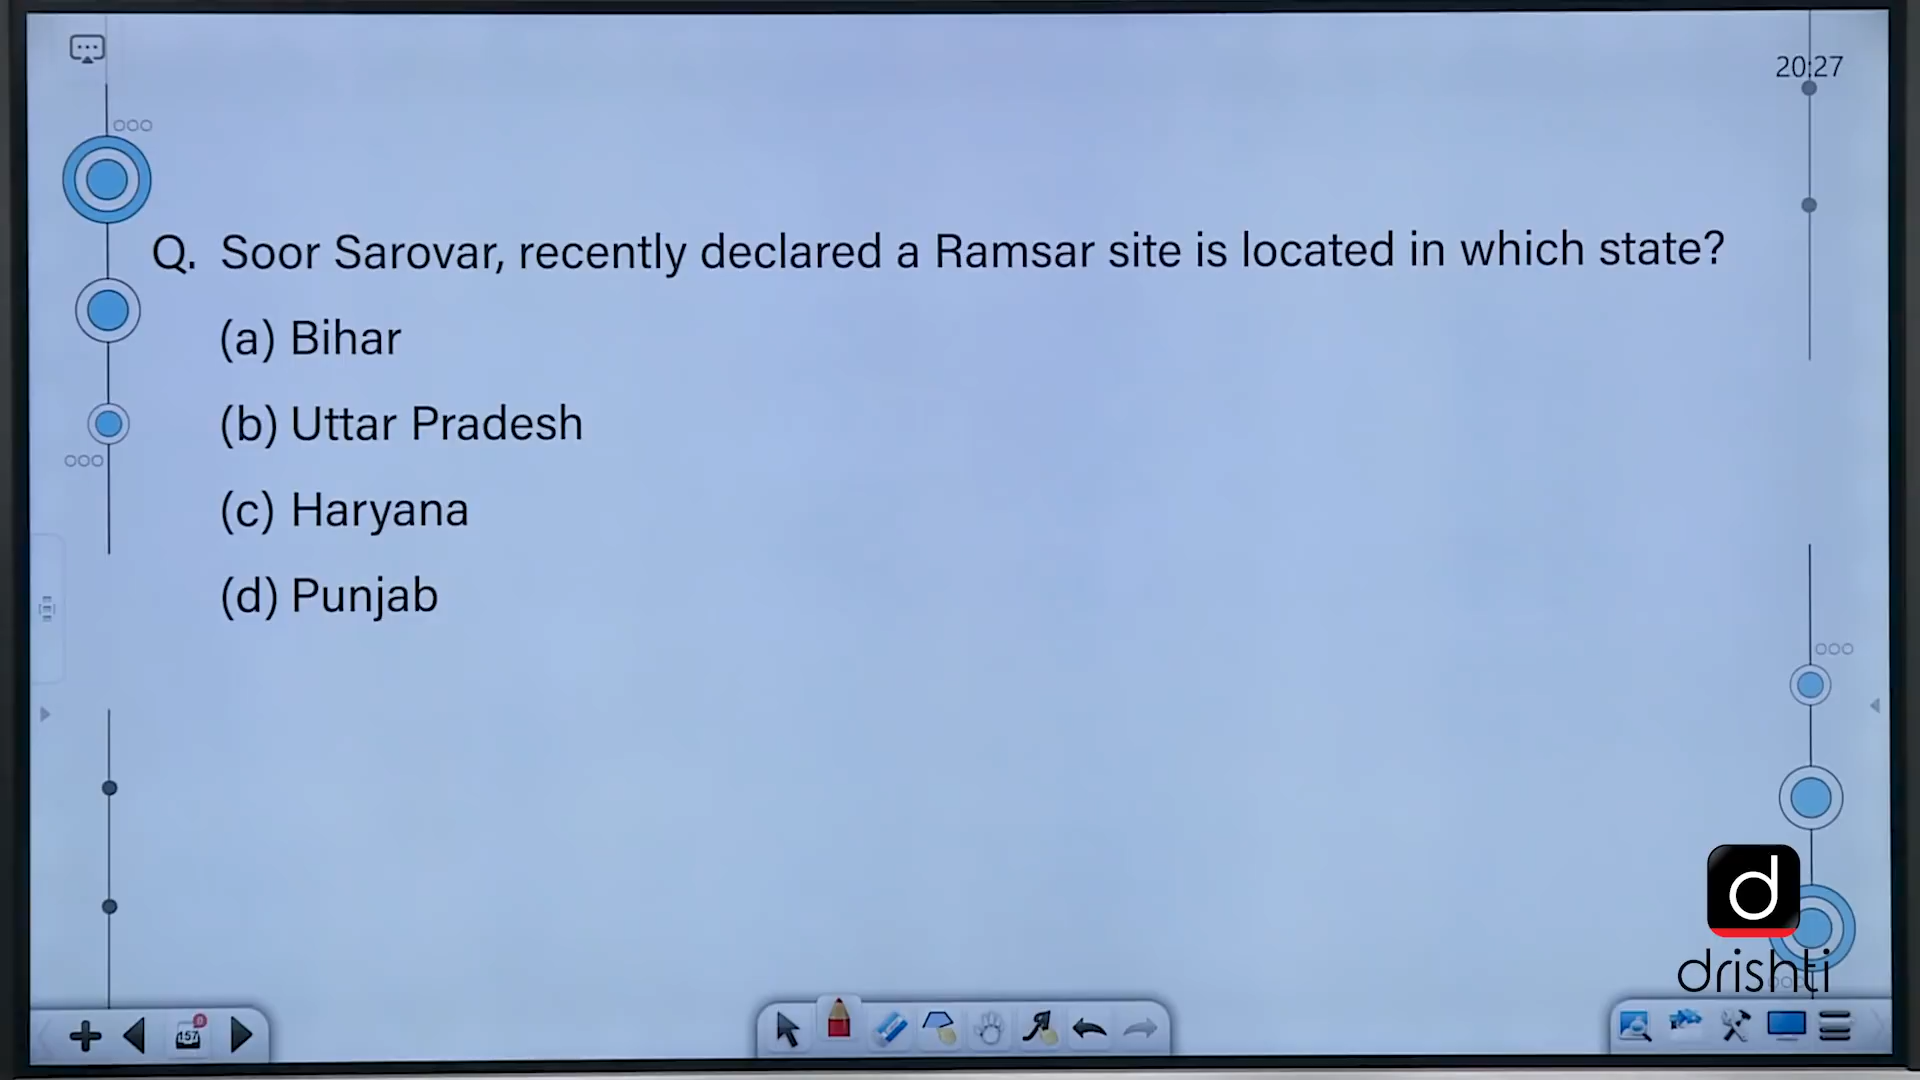 20:27
Q. Soor Sarovar, recently declared a Ramsar site is located in which state?
(a) Bihar
(b) Uttar Pradesh
(c) Haryana
(d) Punjab
d
drishti
157
0